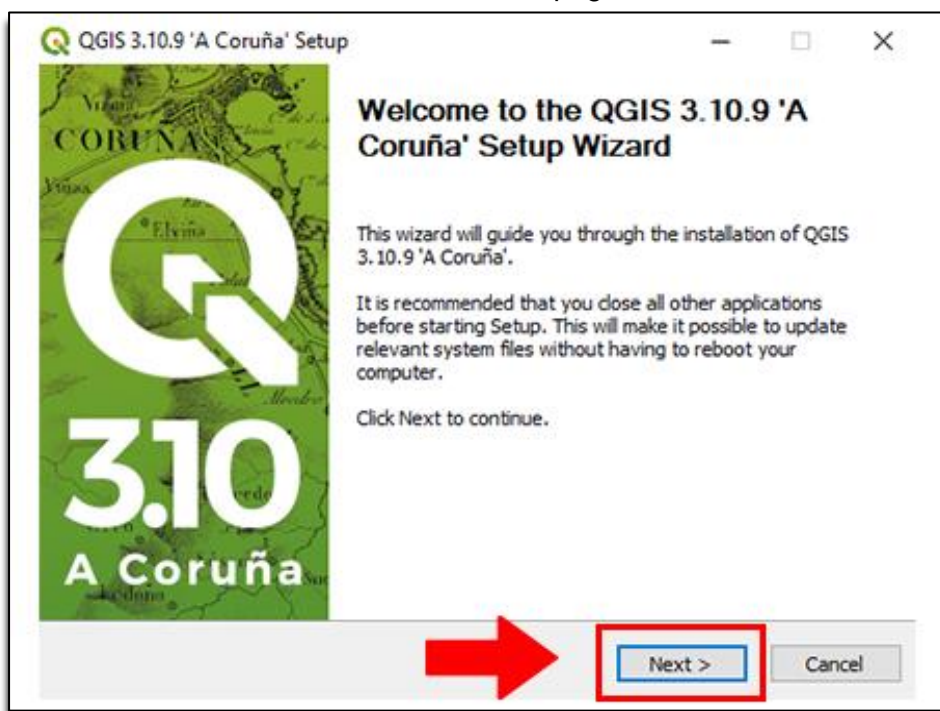 QGIS 3.10.9 'A Coruña' Setup
CORUNA
Elviña
3.10
A Coruña
Welcome to the QGIS 3.10.9 'A
Coruña' Setup Wizard
This wizard will guide you through the installation of QGIS
3.10.9 'A Coruña'.
It is recommended that you close all other applications
before starting Setup. This will make it possible to update
relevant system files without having to reboot your
computer.
Click Next to continue.
Next >
Cancel